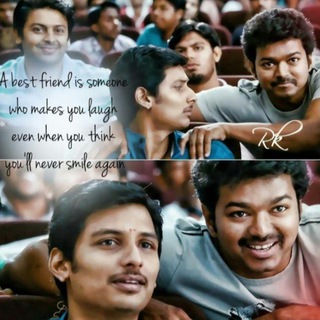 A best friend is someone
who makes you laugh
even when you think
you'll never smile again
Rk